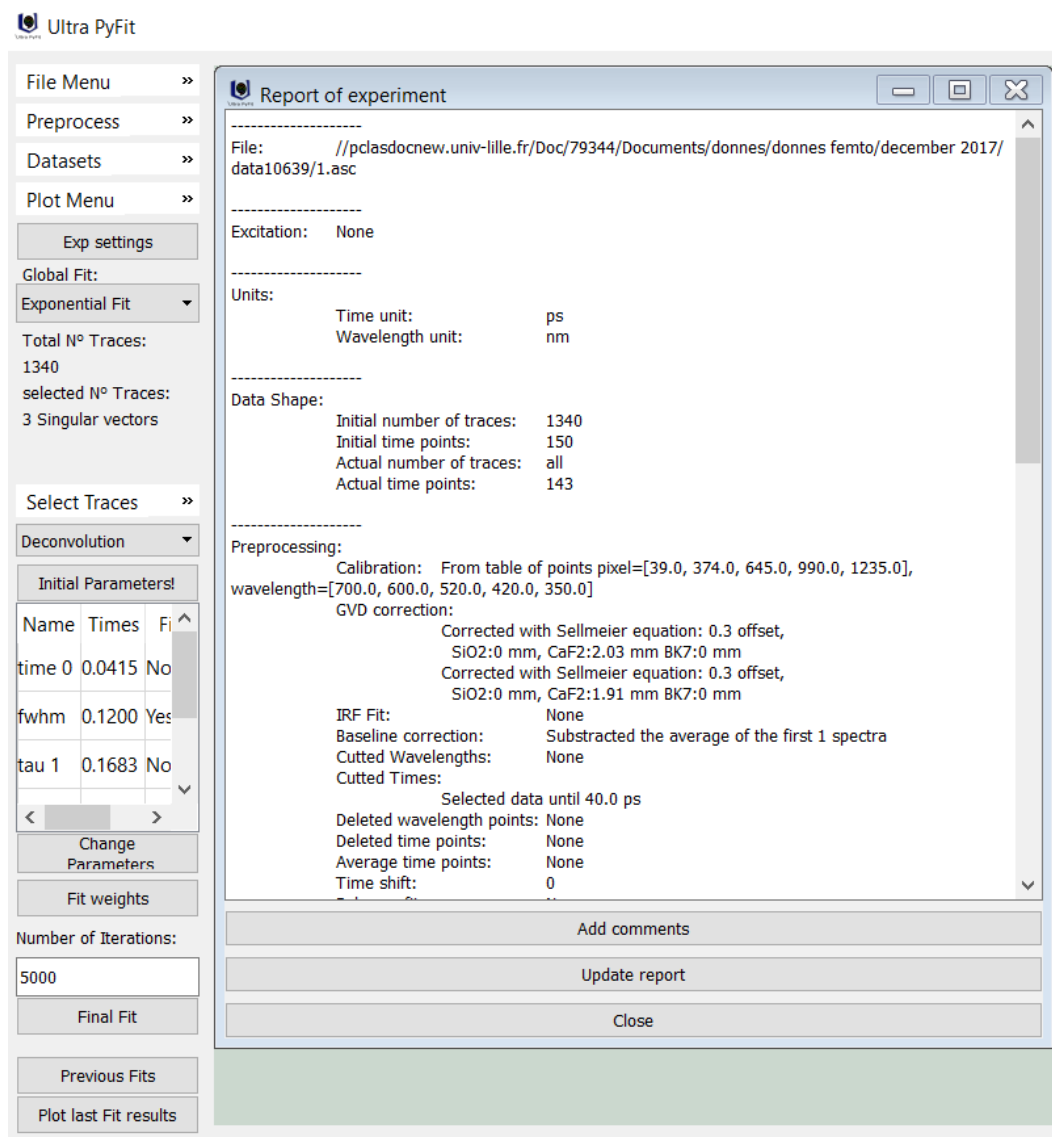 Ultra PyFit
File Menu »
Preprocess »
Datasets »
Plot Menu »
Exp settings
Global Fit:
Exponential Fit
Total Nº Traces:
1340
selected Nº Traces:
3 Singular vectors
Select Traces »
Deconvolution
Initial Parameters!
Name Times Fi
time 0 0.0415 No
fwhm 0.1200 Yes
tau 1 0.1683 No
Change
Parameters
Fit weights
Number of Iterations:
5000
Final Fit
Previous Fits
Plot last Fit results
Report of experiment
--------------------
File: //pclasdocnew.univ-lille.fr/Doc/79344/Documents/donnes/donnes femto/december 2017/
data10639/1.asc
--------------------
Excitation: None
--------------------
Units:
Time unit: ps
Wavelength unit: nm
--------------------
Data Shape:
Initial number of traces: 1340
Initial time points: 150
Actual number of traces: all
Actual time points: 143
--------------------
Preprocessing:
Calibration: From table of points pixel=[39.0, 374.0, 645.0, 990.0, 1235.0],
wavelength=[700.0, 600.0, 520.0, 420.0, 350.0]
GVD correction:
Corrected with Sellmeier equation: 0.3 offset,
SiO2:0 mm, CaF2:2.03 mm BK7:0 mm
Corrected with Sellmeier equation: 0.3 offset,
SiO2:0 mm, CaF2:1.91 mm BK7:0 mm
IRF Fit: None
Baseline correction: Substracted the average of the first 1 spectra
Cutted Wavelengths: None
Cutted Times:
Selected data until 40.0 ps
Deleted wavelength points: None
Deleted time points: None
Average time points: None
Time shift: 0
Add comments
Update report
Close